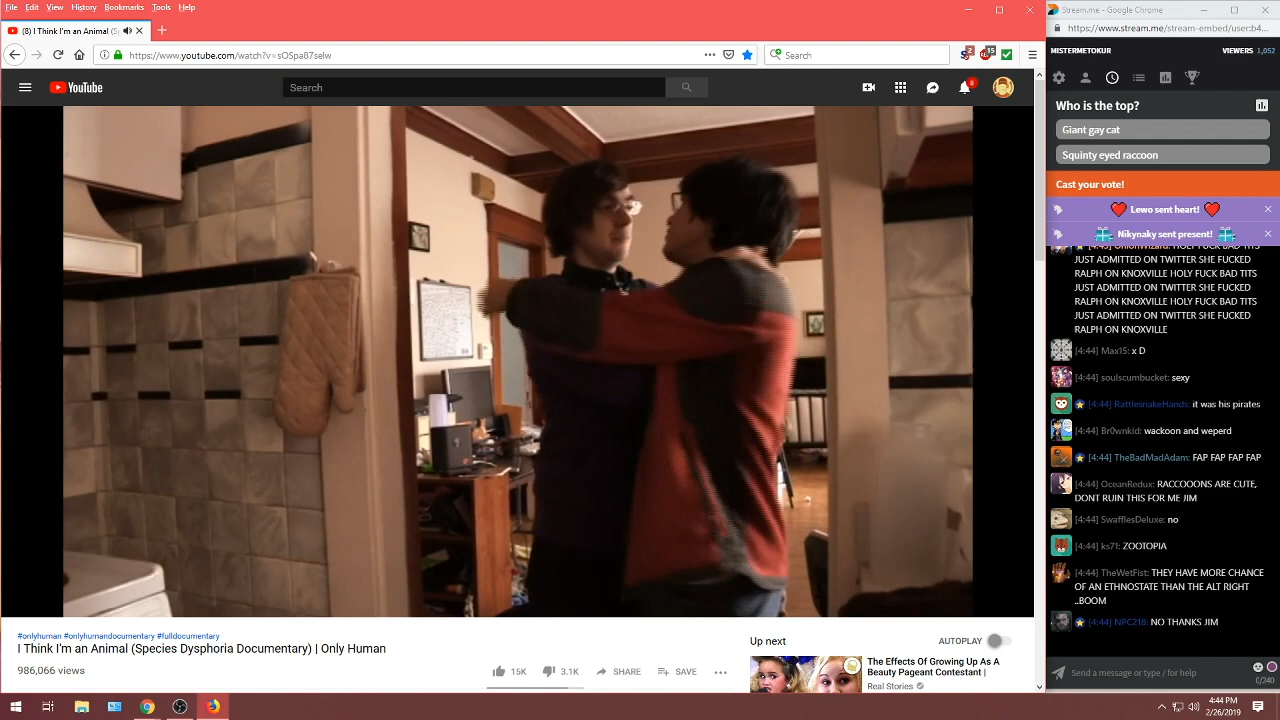 File Edit View History Bookmarks Tools Help
(8) I Think I'm an Animal (S
https://www.youtube.com/watch?v=sOSpa87selw
Search
2
15
YouTube
Search
8
#onlyhuman #onlyhumandocumentary #fulldocumentary
I Think I'm an Animal (Species Dysphoria Documentary) | Only Human
986,066 views
15K 3.1K SHARE SAVE
Up next
AUTOPLAY
The Effects Of Growing Up As A
Beauty Pageant Contestant |
Real Stories
Stream.me - Google Chrome
https://www.stream.me/stream-embed/user:b4...
MISTERMETOKUR
VIEWERS 1,052
Who is the top?
Giant gay cat
Squinty eyed raccoon
Cast your vote!
Lewo sent heart!
Nikynaky sent present!
[4:43] OnionWizard: HOLY FUCK BAD TITS
JUST ADMITTED ON TWITTER SHE FUCKED
RALPH ON KNOXVILLE HOLY FUCK BAD TITS
JUST ADMITTED ON TWITTER SHE FUCKED
RALPH ON KNOXVILLE HOLY FUCK BAD TITS
JUST ADMITTED ON TWITTER SHE FUCKED
RALPH ON KNOXVILLE
[4:44] Max15: x D
[4:44] soulscumbucket: sexy
[4:44] RattlesnakeHands: it was his pirates
[4:44] Br0wnkid: wackoon and weperd
[4:44] TheBadMadAdam: FAP FAP FAP FAP
[4:44] OceanRedux: RACCOOONS ARE CUTE,
DONT RUIN THIS FOR ME JIM
[4:44] SwafflesDeluxe: no
[4:44] ks71: ZOOTOPIA
[4:44] TheWetFist: THEY HAVE MORE CHANCE
OF AN ETHNOSTATE THAN THE ALT RIGHT
..BOOM
[4:44] NPC218: NO THANKS JIM
Send a message or type / for help
0/240
4:44 PM
2/26/2019